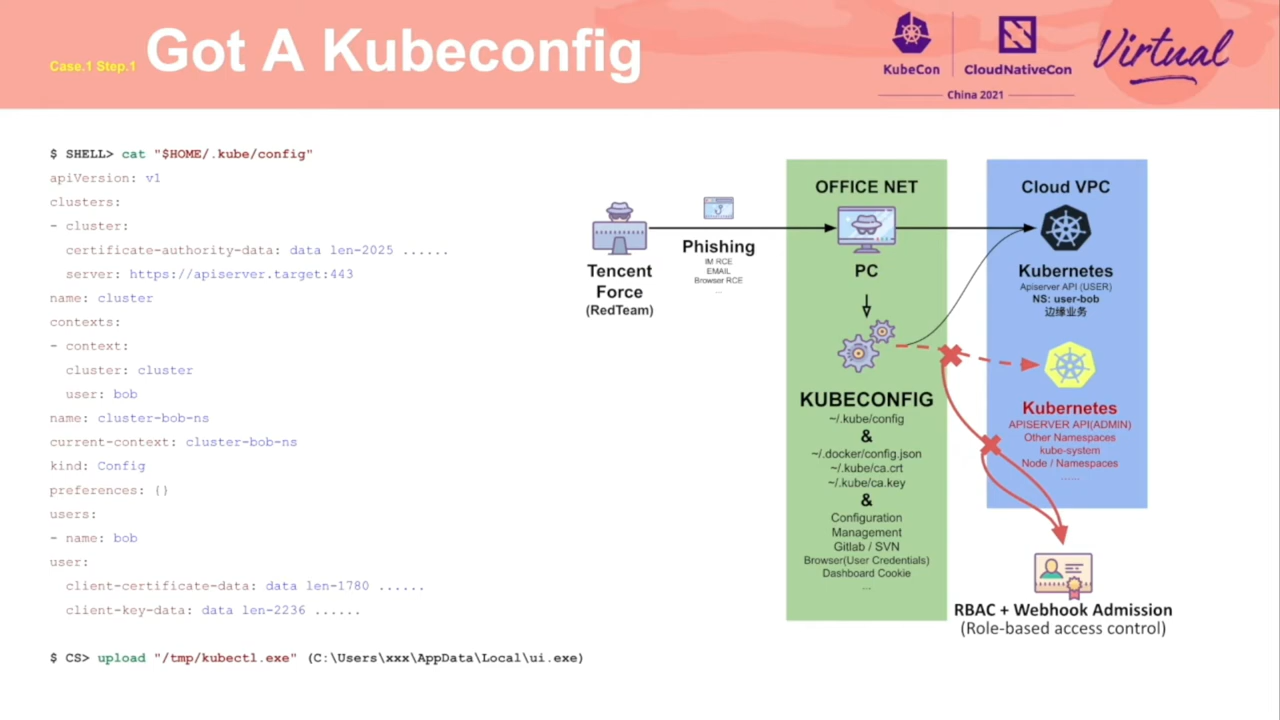 Case.1 Step.1 Got A Kubeconfig
KubeCon
CloudNativeCon
China 2021
Virtual
$ SHELL> cat "$HOME/.kube/config"
apiVersion: v1
clusters:
- cluster:
certificate-authority-data: data len-2025 ......
server: https://apiserver.target:443
name: cluster
contexts:
- context:
cluster: cluster
user: bob
name: cluster-bob-ns
current-context: cluster-bob-ns
kind: Config
preferences: {}
users:
- name: bob
user:
client-certificate-data: data len-1780 ......
client-key-data: data len-2236 ......
$ CS> upload "/tmp/kubectl.exe" (C:\Users\xxx\AppData\Local\ui.exe)
Tencent
Force
(RedTeam)
Phishing
IM RCE
EMAIL
Browser RCE
...
OFFICE NET
PC
KUBECONFIG
~/.kube/config
&
~/.docker/config.json
~/.kube/ca.crt
~/.kube/ca.key
&
Configuration
Management
Gitlab / SVN
Browser(User Credentials)
Dashboard Cookie
...
Cloud VPC
Kubernetes
Apiserver API (USER)
NS: user-bob
边缘业务
Kubernetes
APISERVER API(ADMIN)
Other Namespaces
kube-system
Node / Namespaces
......
RBAC + Webhook Admission
(Role-based access control)